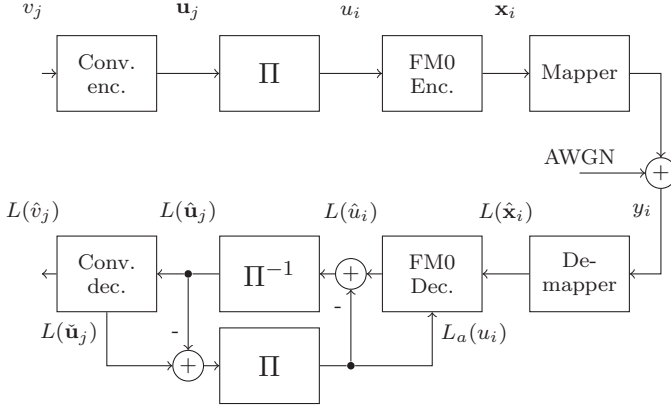 v_j   𝐮_j   u_i   𝐱_i
Conv. enc.   Π   FM0 Enc.   Mapper
AWGN   +
L(v̂_j)   L(𝐮̂_j)   L(û_i)   L(𝐱̂_i)   y_i
Conv. dec.   Π⁻¹   +   FM0 Dec.   De-mapper
L(𝐮̌_j)   -   -   L_a(u_i)
+   Π